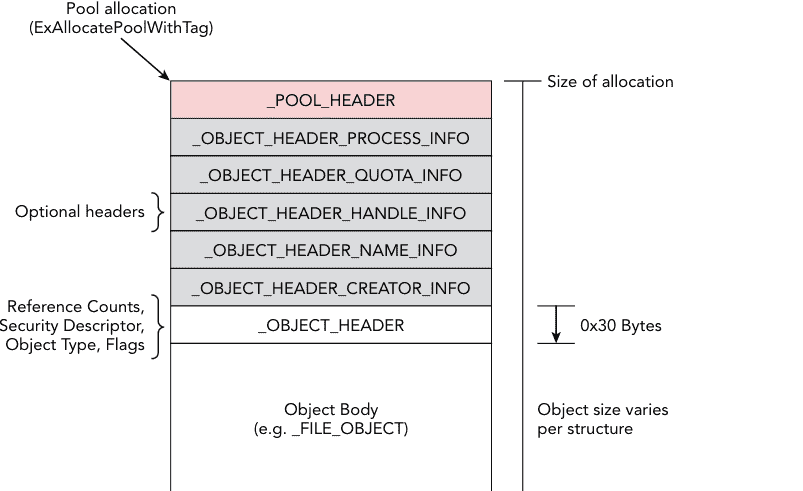 Pool allocation
(ExAllocatePoolWithTag)
Size of allocation
_POOL_HEADER
_OBJECT_HEADER_PROCESS_INFO
_OBJECT_HEADER_QUOTA_INFO
Optional headers
_OBJECT_HEADER_HANDLE_INFO
_OBJECT_HEADER_NAME_INFO
_OBJECT_HEADER_CREATOR_INFO
Reference Counts,
Security Descriptor,
Object Type, Flags
_OBJECT_HEADER
0x30 Bytes
Object Body
(e.g. _FILE_OBJECT)
Object size varies
per structure